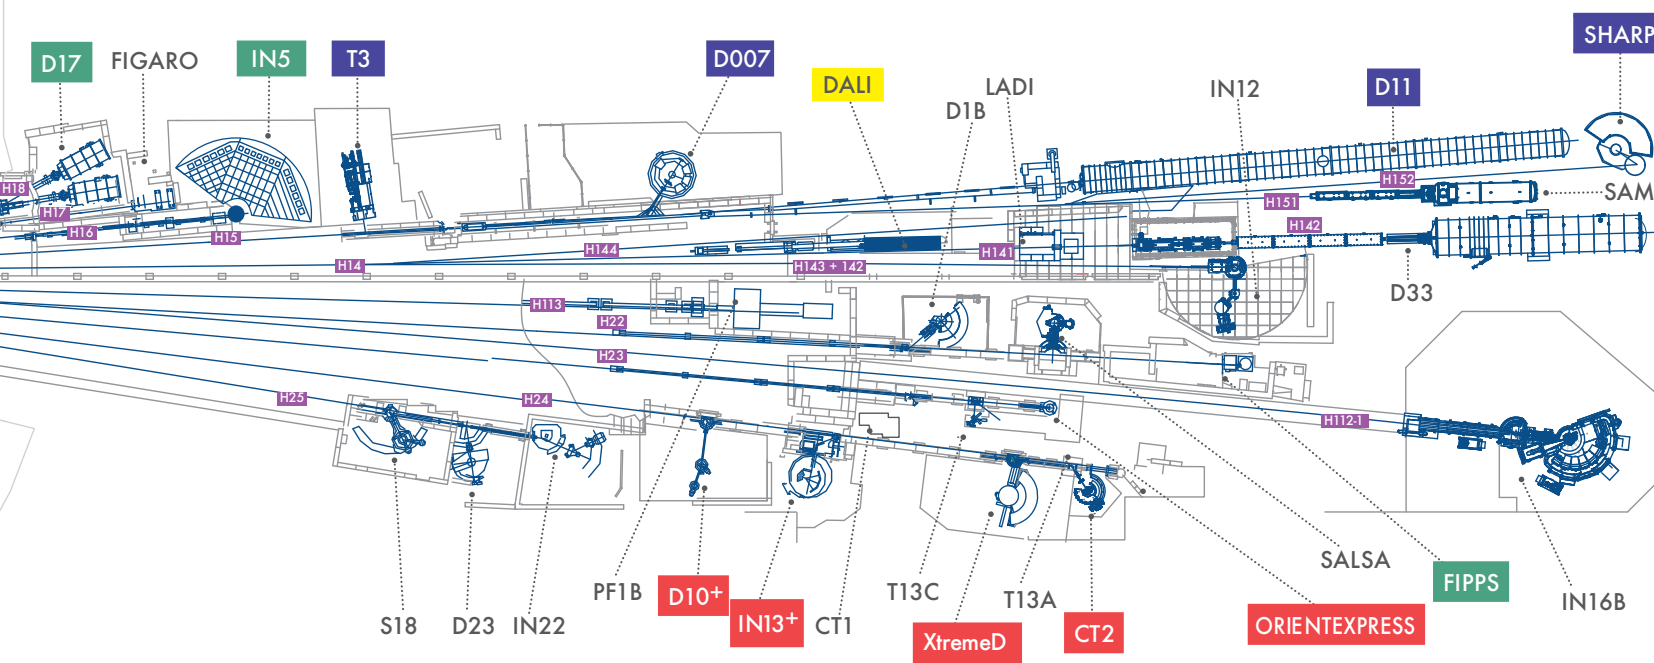 SHARP
D17
FIGARO
IN5
T3
D007
DALI
LADI
D1B
IN12
D11
H18
H17
H16
H15
H152
H151
SAM
H142
H144
H141
H14
H143 + 142
D33
H113
H22
H23
H25
H24
H112-1
SALSA
FIPPS
IN16B
PF1B
D10+
T13C
T13A
S18
D23
IN22
IN13+
CT1
XtremeD
CT2
ORIENTEXPRESS